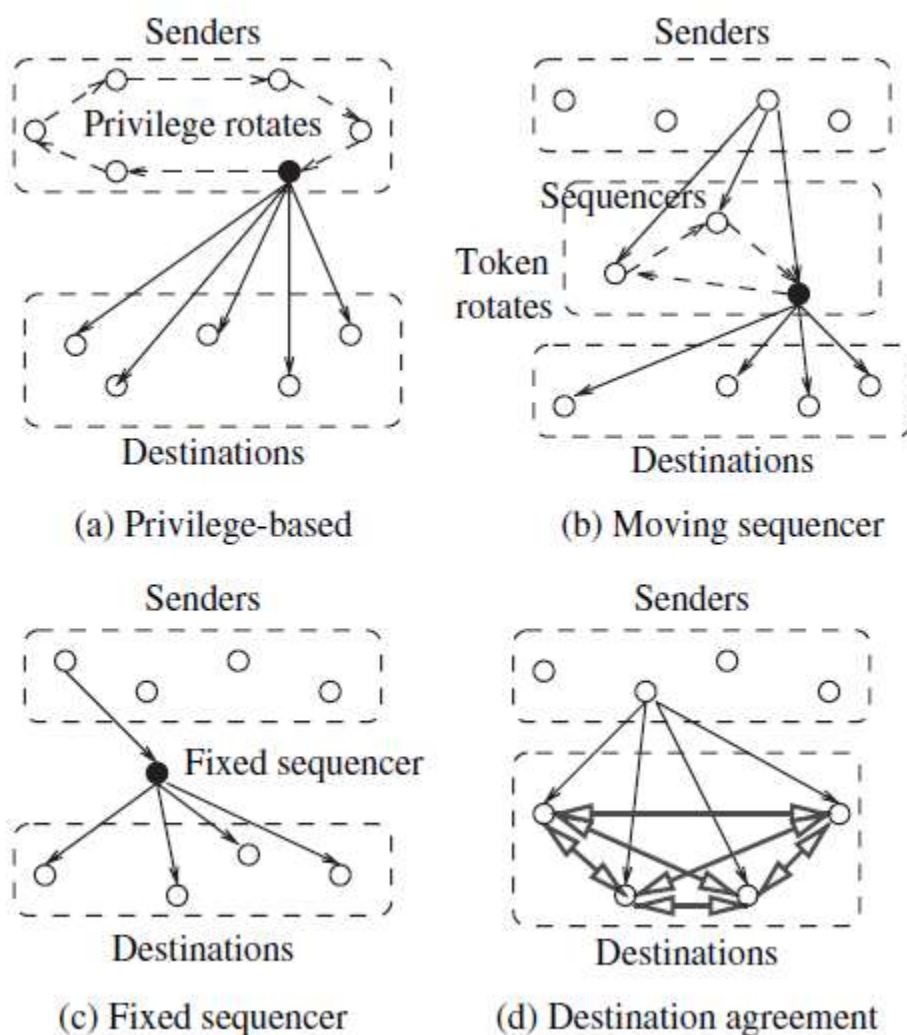 Senders
Privilege rotates
Destinations
(a) Privilege-based
Senders
Sequencers
Token
rotates
Destinations
(b) Moving sequencer
Senders
Fixed sequencer
Destinations
(c) Fixed sequencer
Senders
Destinations
(d) Destination agreement